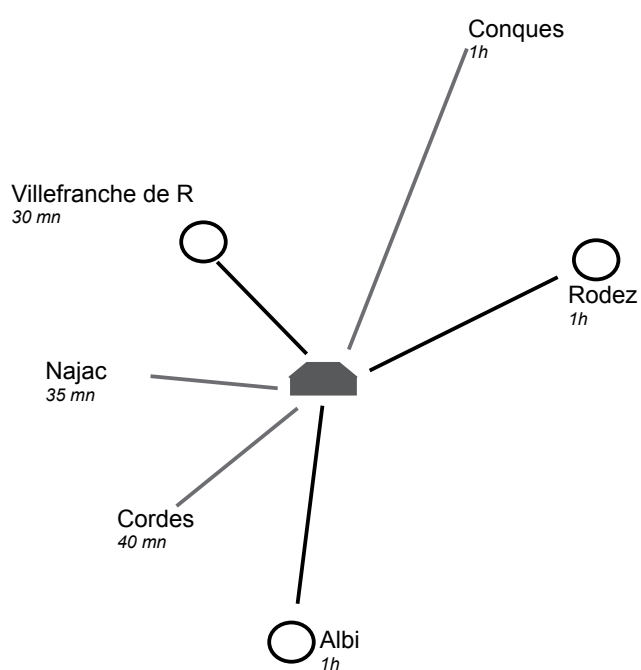 Conques
1h
Villefranche de R
30 mn
Rodez
1h
Najac
35 mn
Cordes
40 mn
Albi
1h